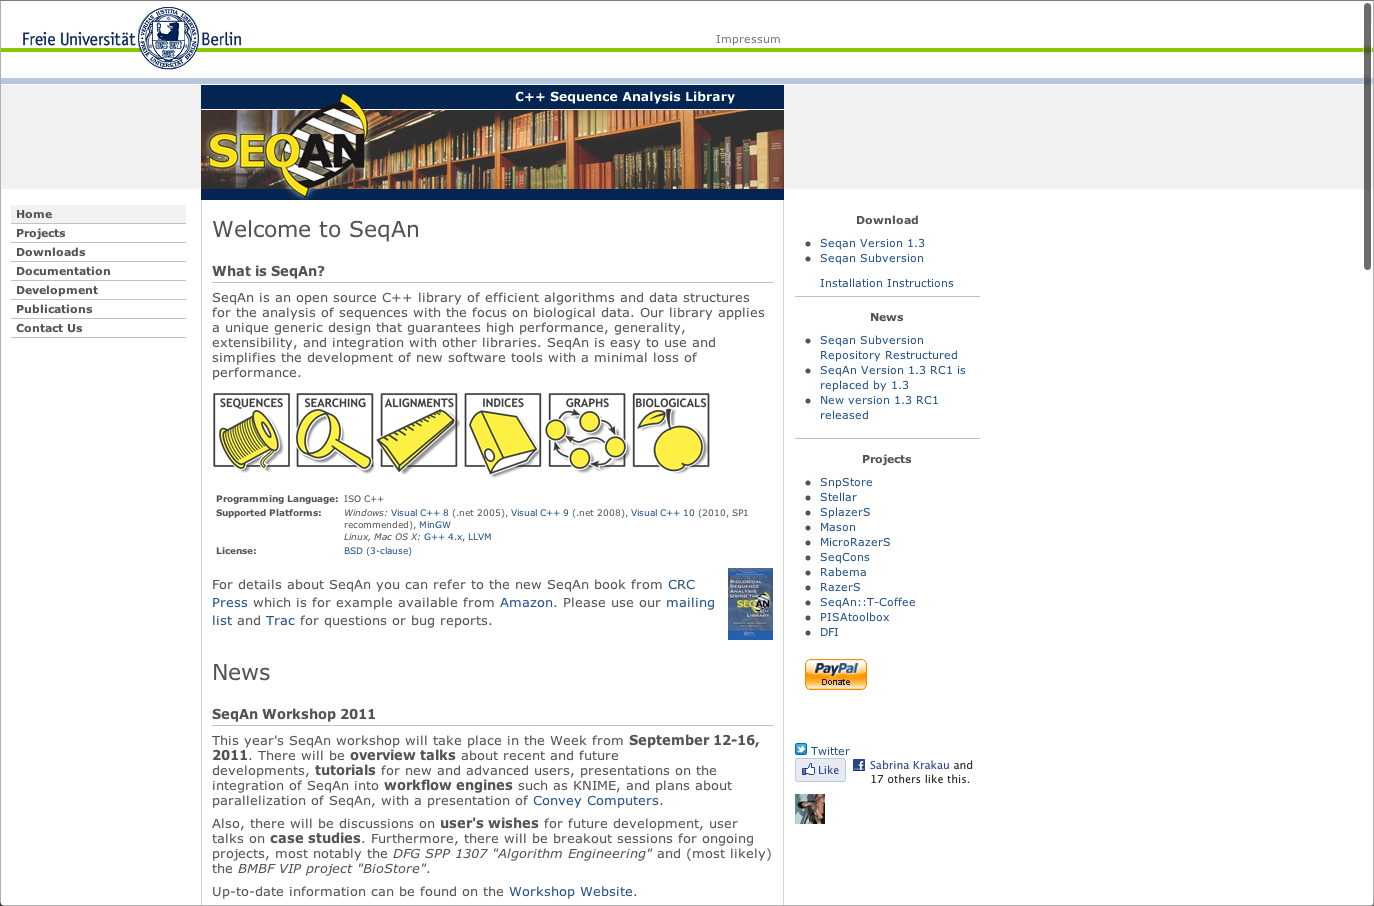 Freie Universität Berlin
Impressum
C++ Sequence Analysis Library
SEQAN
Home
Projects
Downloads
Documentation
Development
Publications
Contact Us
Welcome to SeqAn
What is SeqAn?
SeqAn is an open source C++ library of efficient algorithms and data structures
for the analysis of sequences with the focus on biological data. Our library applies
a unique generic design that guarantees high performance, generality,
extensibility, and integration with other libraries. SeqAn is easy to use and
simplifies the development of new software tools with a minimal loss of
performance.
SEQUENCES SEARCHING ALIGNMENTS INDICES GRAPHS BIOLOGICALS
Programming Language: ISO C++
Supported Platforms: Windows: Visual C++ 8 (.net 2005), Visual C++ 9 (.net 2008), Visual C++ 10 (2010, SP1
recommended), MinGW
Linux, Mac OS X: G++ 4.x, LLVM
License: BSD (3-clause)
For details about SeqAn you can refer to the new SeqAn book from CRC
Press which is for example available from Amazon. Please use our mailing
list and Trac for questions or bug reports.
BIOLOGICAL
SEQUENCE
ANALYSIS
SEQAN
LIBRARY
News
SeqAn Workshop 2011
This year's SeqAn workshop will take place in the Week from September 12-16,
2011. There will be overview talks about recent and future
developments, tutorials for new and advanced users, presentations on the
integration of SeqAn into workflow engines such as KNIME, and plans about
parallelization of SeqAn, with a presentation of Convey Computers.
Also, there will be discussions on user's wishes for future development, user
talks on case studies. Furthermore, there will be breakout sessions for ongoing
projects, most notably the DFG SPP 1307 "Algorithm Engineering" and (most likely)
the BMBF VIP project "BioStore".
Up-to-date information can be found on the Workshop Website.
Download
Seqan Version 1.3
Seqan Subversion
Installation Instructions
News
Seqan Subversion
Repository Restructured
SeqAn Version 1.3 RC1 is
replaced by 1.3
New version 1.3 RC1
released
Projects
SnpStore
Stellar
SplazerS
Mason
MicroRazerS
SeqCons
Rabema
RazerS
SeqAn::T-Coffee
PISAtoolbox
DFI
PayPal
Donate
Twitter
Like
Sabrina Krakau and
17 others like this.